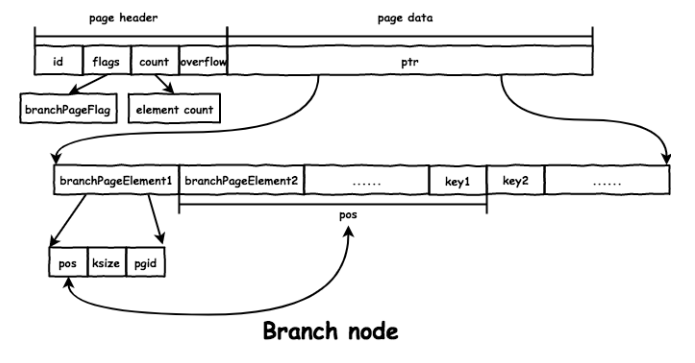 page header
page data
id
flags
count
overflow
ptr
branchPageFlag
element count
branchPageElement1
branchPageElement2
......
key1
key2
......
pos
pos
ksize
pgid
Branch node